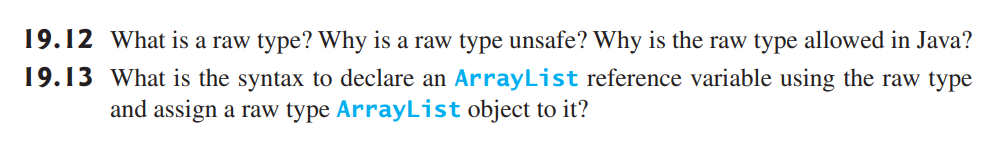 19.12 What is a raw type? Why is a raw type unsafe? Why is the raw type allowed in Java?
19.13 What is the syntax to declare an ArrayList reference variable using the raw type
and assign a raw type ArrayList object to it?